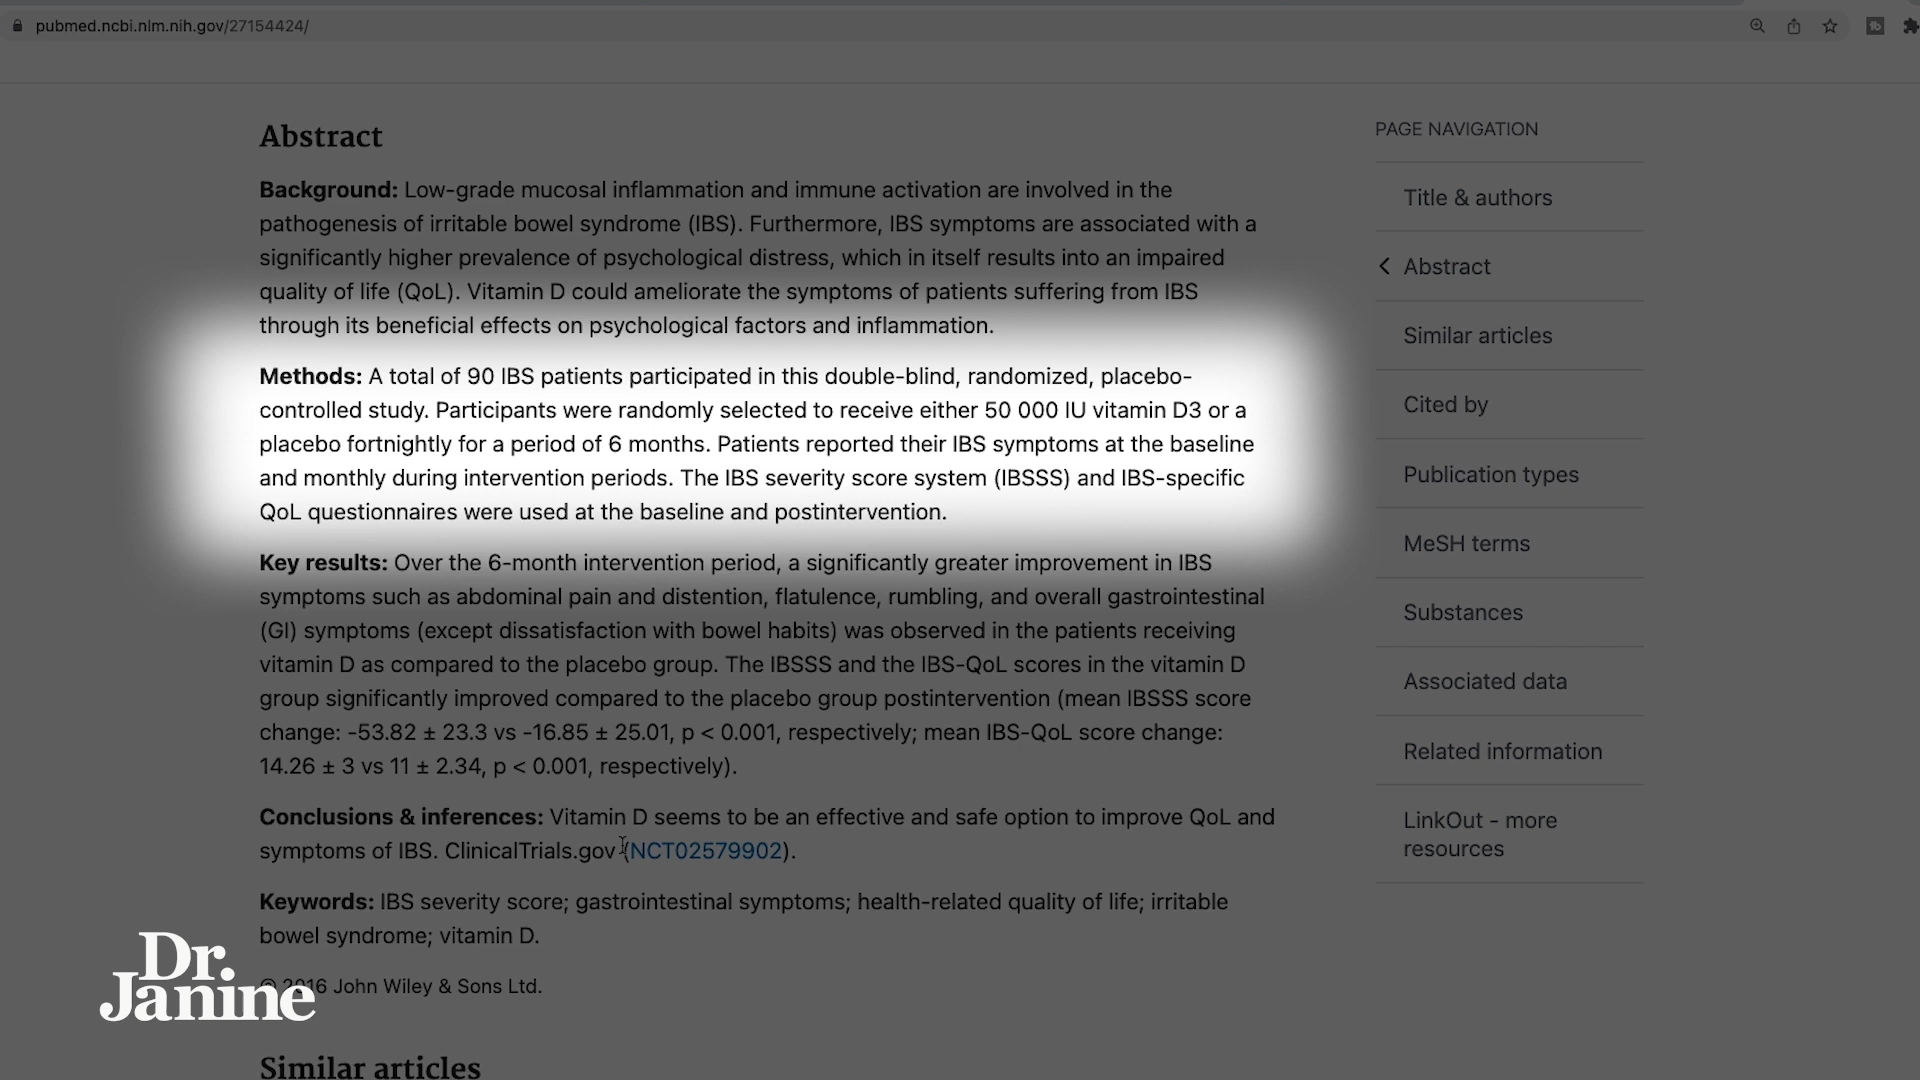 pubmed.ncbi.nlm.nih.gov/27154424/
Abstract
Background: Low-grade mucosal inflammation and immune activation are involved in the
pathogenesis of irritable bowel syndrome (IBS). Furthermore, IBS symptoms are associated with a
significantly higher prevalence of psychological distress, which in itself results into an impaired
quality of life (QoL). Vitamin D could ameliorate the symptoms of patients suffering from IBS
through its beneficial effects on psychological factors and inflammation.
Methods: A total of 90 IBS patients participated in this double-blind, randomized, placebo-
controlled study. Participants were randomly selected to receive either 50 000 IU vitamin D3 or a
placebo fortnightly for a period of 6 months. Patients reported their IBS symptoms at the baseline
and monthly during intervention periods. The IBS severity score system (IBSSS) and IBS-specific
QoL questionnaires were used at the baseline and postintervention.
Key results: Over the 6-month intervention period, a significantly greater improvement in IBS
symptoms such as abdominal pain and distention, flatulence, rumbling, and overall gastrointestinal
(GI) symptoms (except dissatisfaction with bowel habits) was observed in the patients receiving
vitamin D as compared to the placebo group. The IBSSS and the IBS-QoL scores in the vitamin D
group significantly improved compared to the placebo group postintervention (mean IBSSS score
change: -53.82 ± 23.3 vs -16.85 ± 25.01, p < 0.001, respectively; mean IBS-QoL score change:
14.26 ± 3 vs 11 ± 2.34, p < 0.001, respectively).
Conclusions & inferences: Vitamin D seems to be an effective and safe option to improve QoL and
symptoms of IBS. ClinicalTrials.gov (NCT02579902).
Keywords: IBS severity score; gastrointestinal symptoms; health-related quality of life; irritable
bowel syndrome; vitamin D.
© 2016 John Wiley & Sons Ltd.
Similar articles
PAGE NAVIGATION
Title & authors
Abstract
Similar articles
Cited by
Publication types
MeSH terms
Substances
Associated data
Related information
LinkOut - more
resources
Dr.
Janine